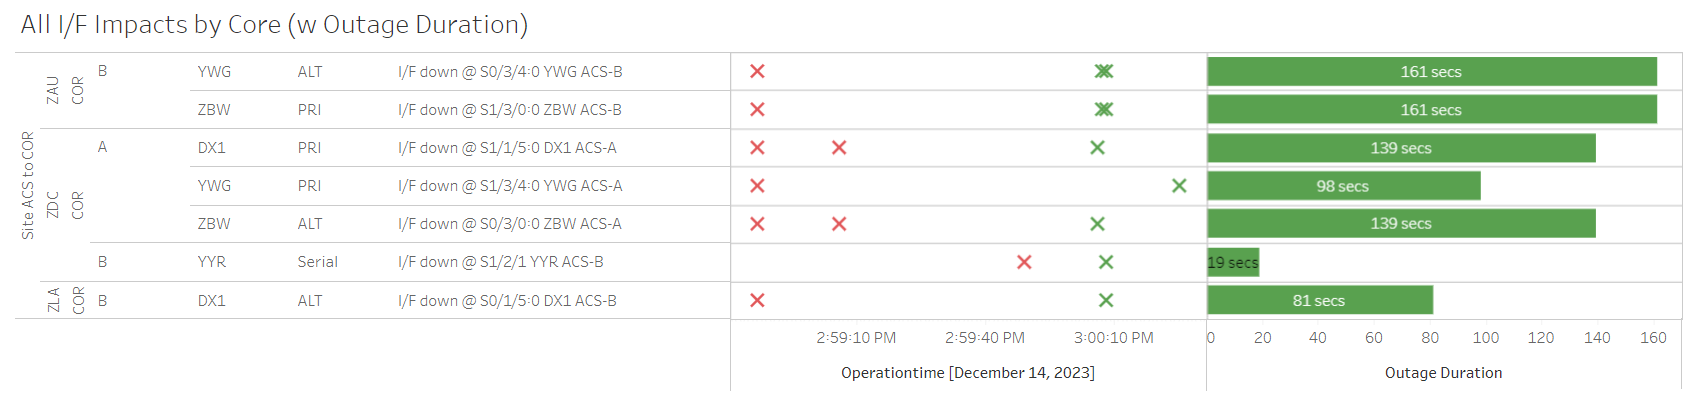 All I/F Impacts by Core (w Outage Duration)
Site ACS to COR
ZAU COR B YWG ALT I/F down @ S0/3/4:0 YWG ACS-B 161 secs
ZBW PRI I/F down @ S1/3/0:0 ZBW ACS-B 161 secs
ZDC COR A DX1 PRI I/F down @ S1/1/5:0 DX1 ACS-A 139 secs
YWG PRI I/F down @ S1/3/4:0 YWG ACS-A 98 secs
ZBW ALT I/F down @ S0/3/0:0 ZBW ACS-A 139 secs
B YYR Serial I/F down @ S1/2/1 YYR ACS-B 19 secs
ZLA COR B DX1 ALT I/F down @ S0/1/5:0 DX1 ACS-B 81 secs
2:59:10 PM 2:59:40 PM 3:00:10 PM 0 20 40 60 80 100 120 140 160
Operationtime [December 14, 2023] Outage Duration